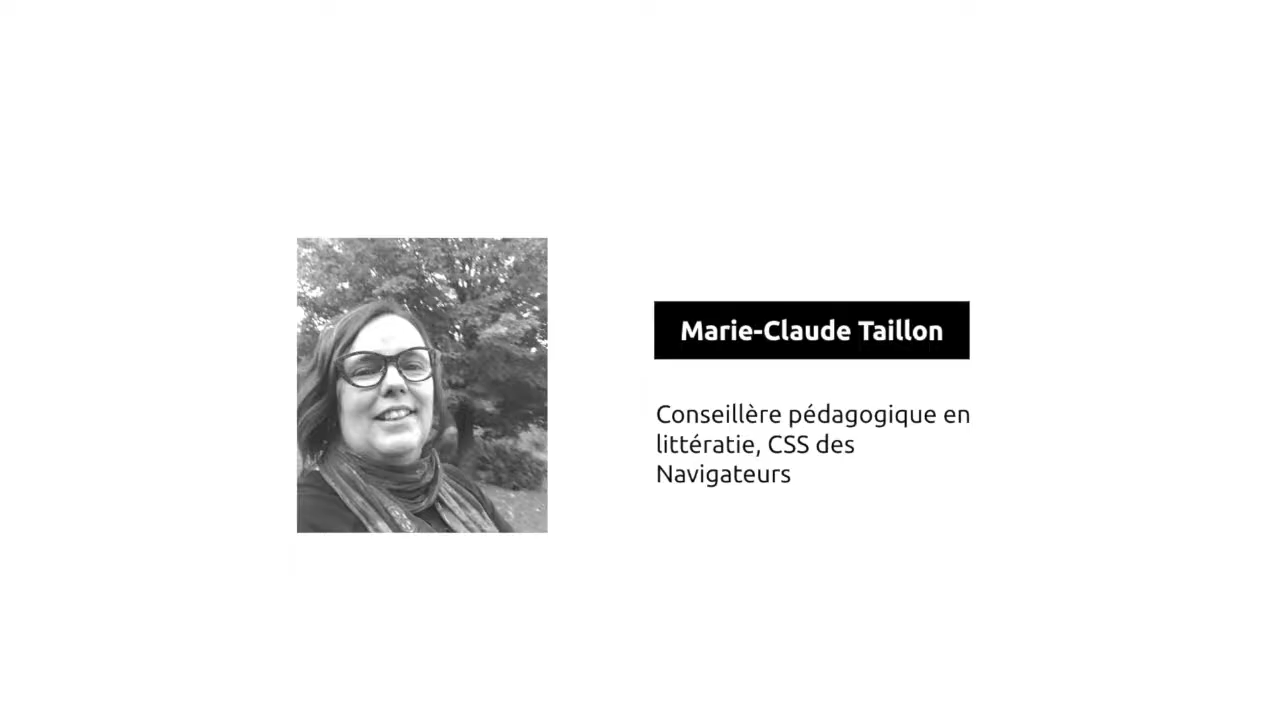 Marie-Claude Taillon
Conseillère pédagogique en
littératie, CSS des
Navigateurs